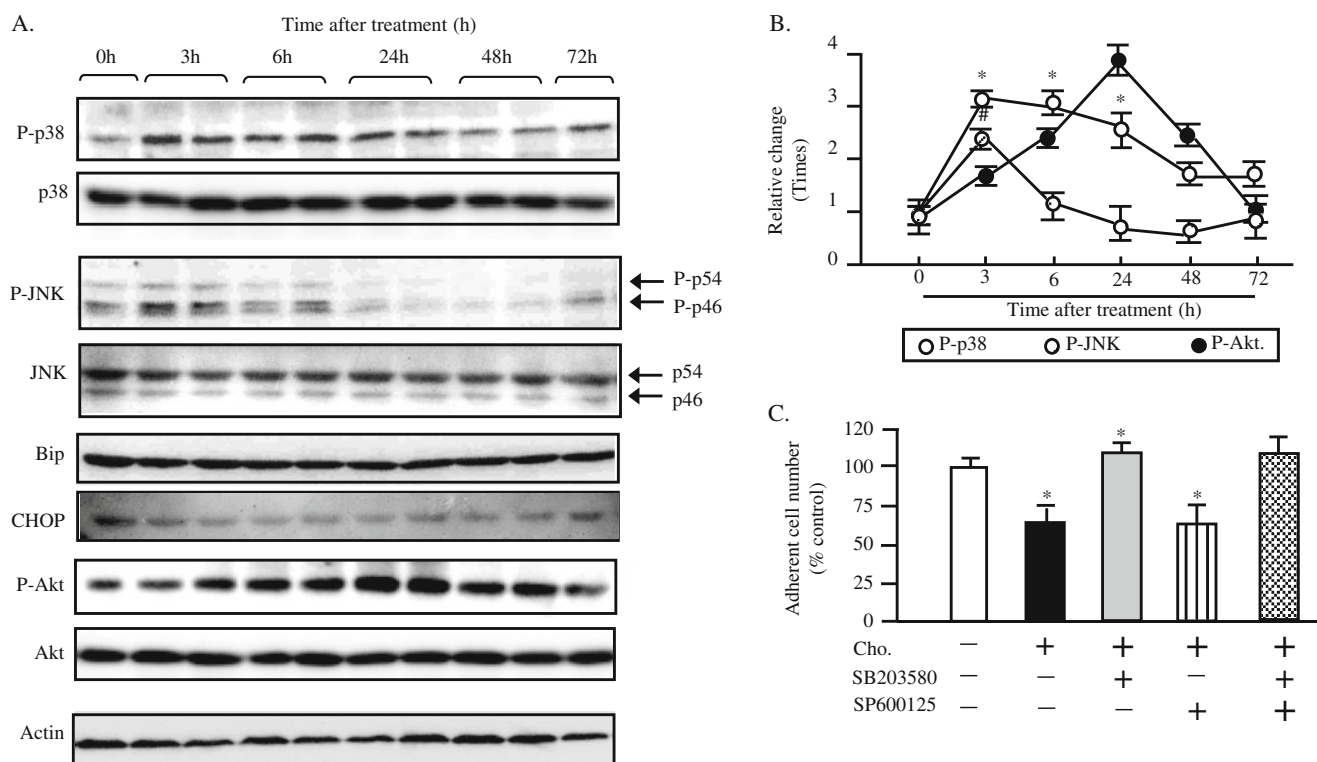 A.
Time after treatment (h)
0h 3h 6h 24h 48h 72h
P-p38
p38
P-JNK
P-p54
P-p46
JNK
p54
p46
Bip
CHOP
P-Akt
Akt
Actin
B.
Relative change
(Times)
4
3
2
1
0
* * *
#
0 3 6 24 48 72
Time after treatment (h)
P-p38 P-JNK P-Akt.
C.
Adherent cell number
(% control)
120
100
75
50
25
0
* * *
Cho. − + + + +
SB203580 − − + − +
SP600125 − − − + +